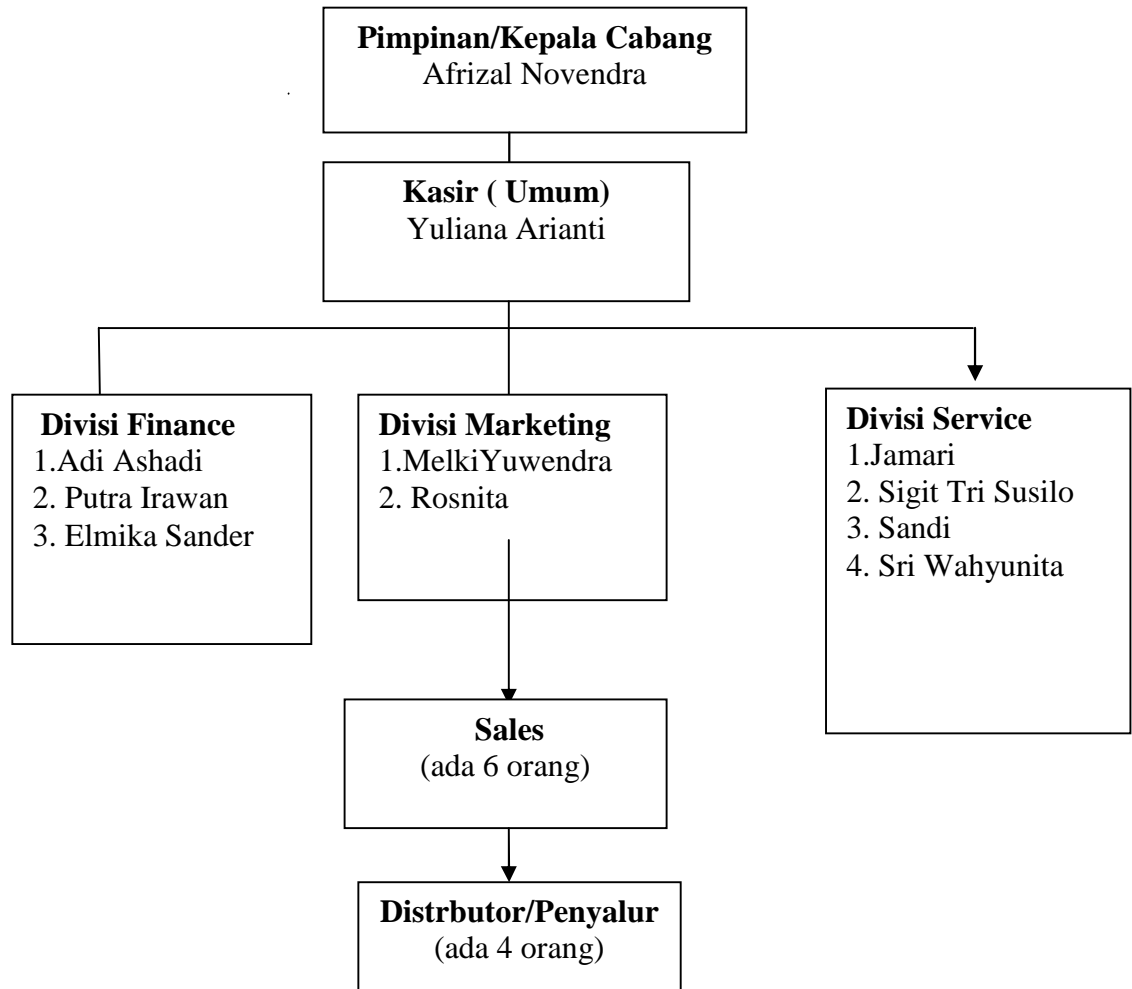 Pimpinan/Kepala Cabang
Afrizal Novendra
Kasir ( Umum)
Yuliana Arianti
Divisi Finance
1.Adi Ashadi
2. Putra Irawan
3. Elmika Sander
Divisi Marketing
1.MelkiYuwendra
2. Rosnita
Divisi Service
1.Jamari
2. Sigit Tri Susilo
3. Sandi
4. Sri Wahyunita
Sales
(ada 6 orang)
Distrbutor/Penyalur
(ada 4 orang)